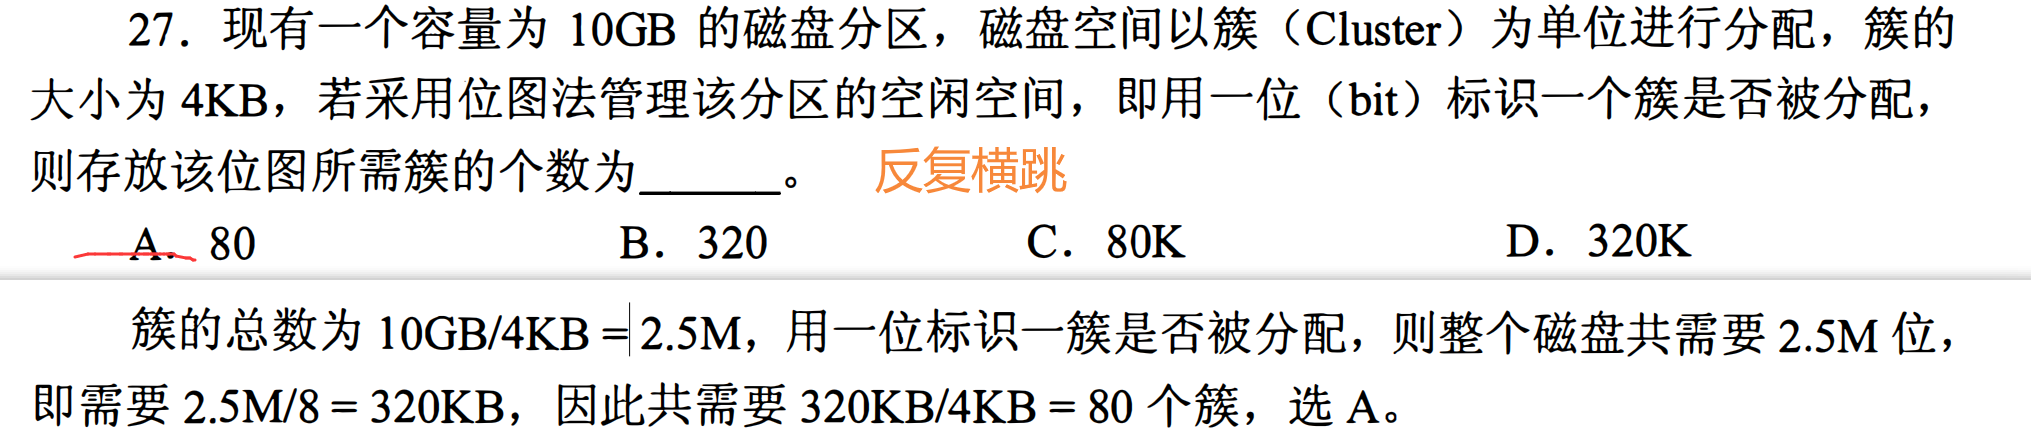 27．现有一个容量为 10GB 的磁盘分区，磁盘空间以簇（Cluster）为单位进行分配，簇的
大小为 4KB，若采用位图法管理该分区的空闲空间，即用一位（bit）标识一个簇是否被分配，
则存放该位图所需簇的个数为______。 反复横跳
A．80 B．320 C．80K D．320K
簇的总数为 10GB/4KB = 2.5M，用一位标识一簇是否被分配，则整个磁盘共需要 2.5M 位，
即需要 2.5M/8 = 320KB，因此共需要 320KB/4KB = 80 个簇，选 A。